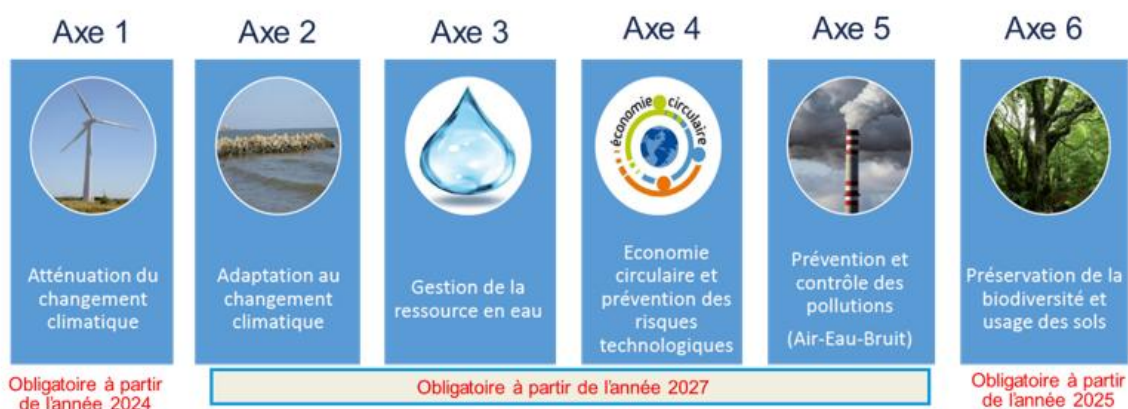 Axe 1
Axe 2
Axe 3
Axe 4
Axe 5
Axe 6
économie circulaire
Atténuation du
changement
climatique
Adaptation au
changement
climatique
Gestion de la
ressource en eau
Economie
circulaire et
prévention des
risques
technologiques
Prévention et
contrôle des
pollutions
(Air-Eau-Bruit)
Préservation de la
biodiversité et
usage des sols
Obligatoire à partir
de l'année 2024
Obligatoire à partir de l'année 2027
Obligatoire à partir
de l'année 2025